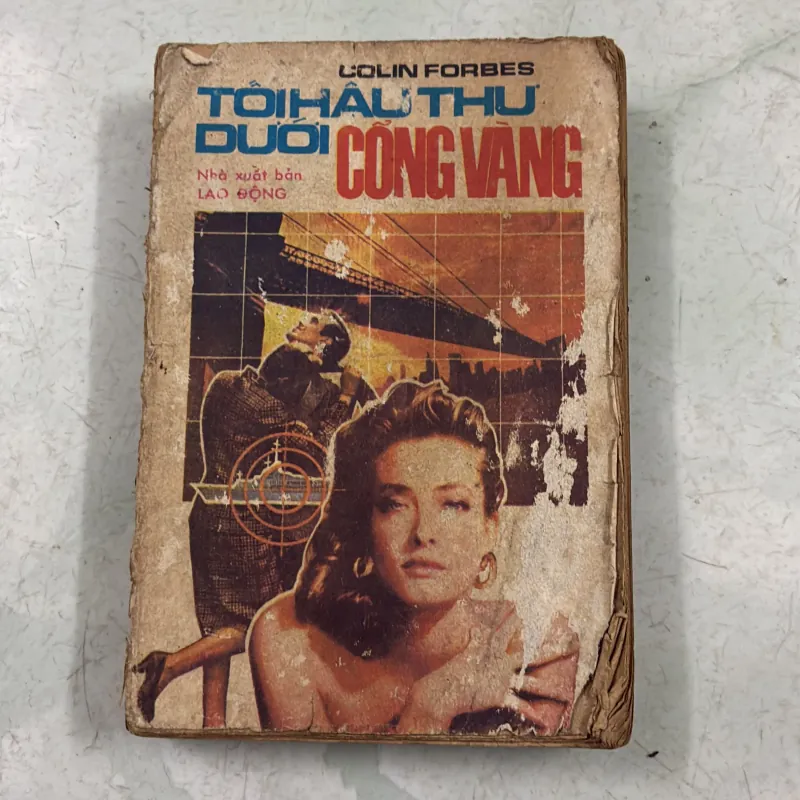 COLIN FORBES
TỐI HẬU THƯ
DƯỚI CỔNG VÀNG
Nhà xuất bản
LAO ĐỘNG